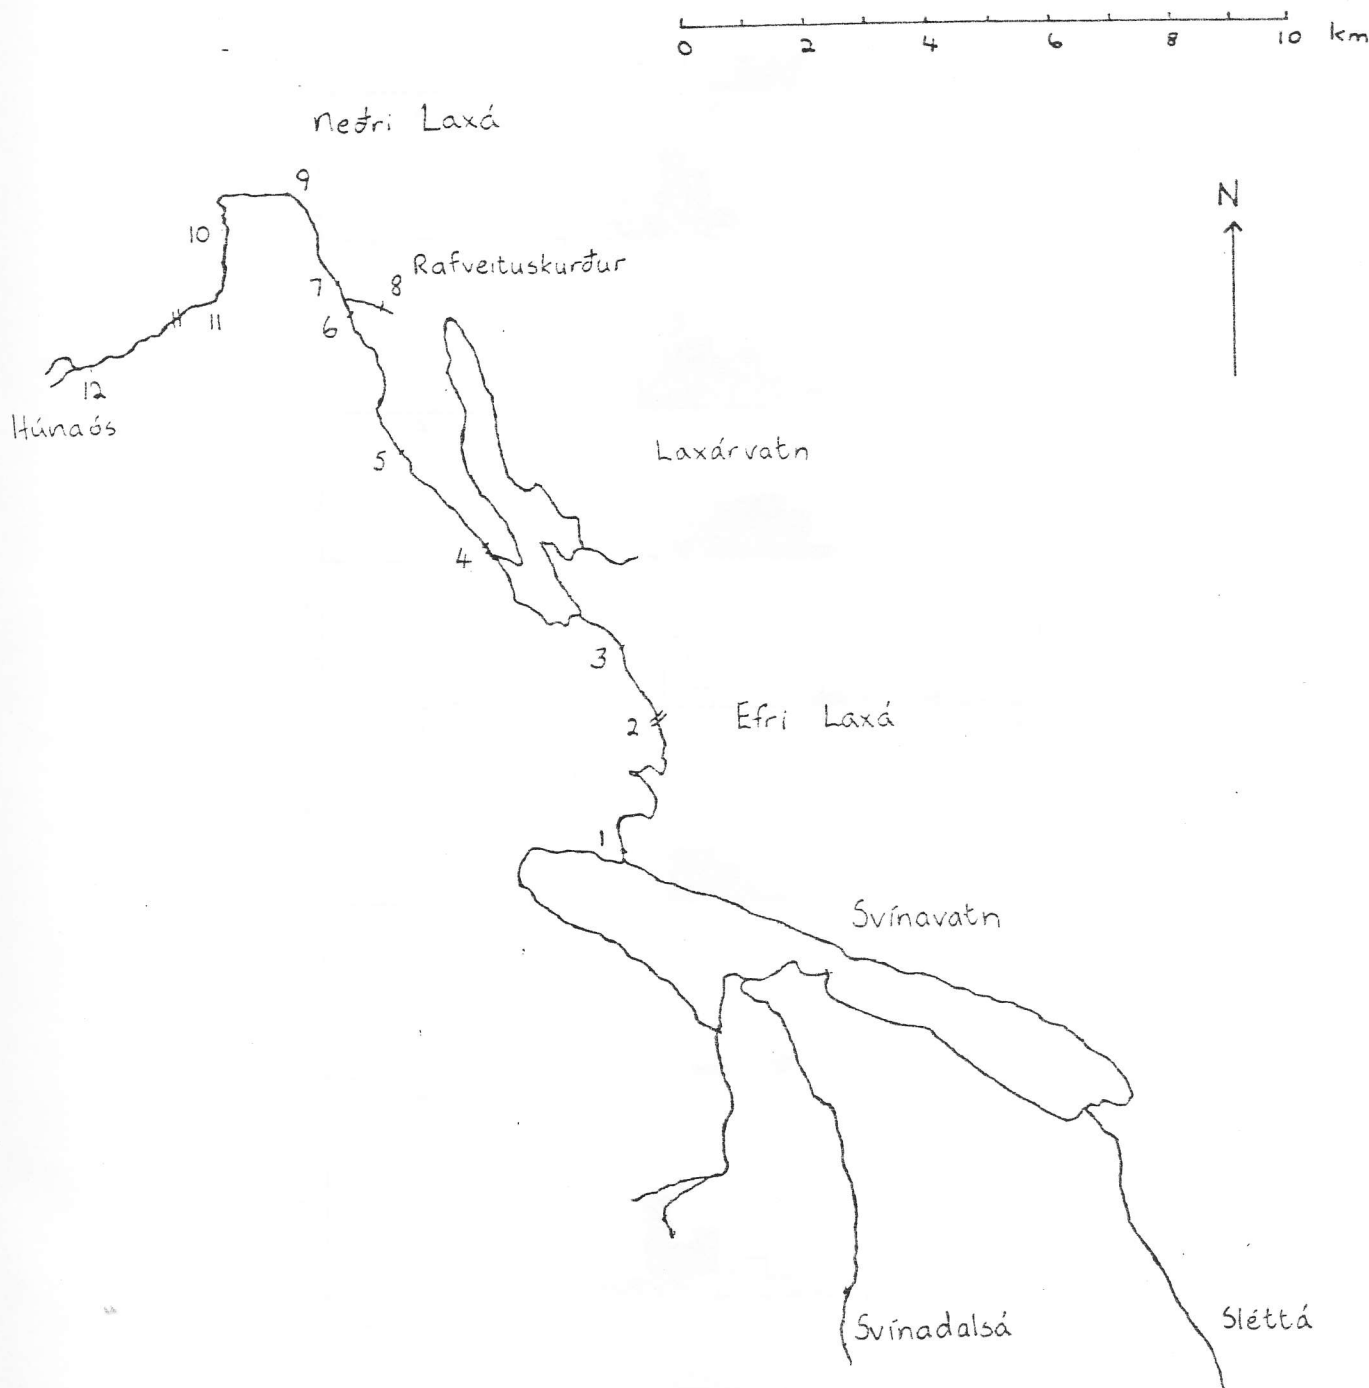 0 2 4 6 8 10 km
Neðri Laxá
N
9
10
Rafveituskurður
7
8
6
11
12
Húnaós
5
Laxárvatn
4
3
2
Efri Laxá
1
Svínavatn
Svínadalsá
Sléttá